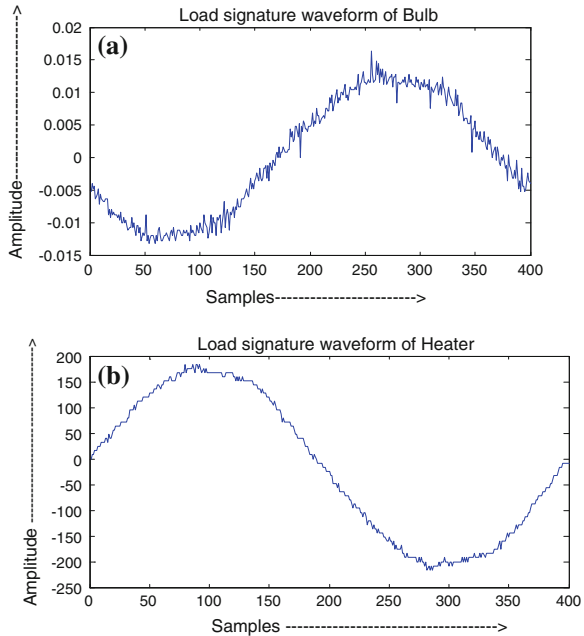 Load signature waveform of Bulb
(a)
0.02
0.015
0.01
0.005
0
-0.005
-0.01
-0.015
Amplitude--------------->
0 50 100 150 200 250 300 350 400
Samples------------------->
Load signature waveform of Heater
(b)
200
150
100
50
0
-50
-100
-150
-200
-250
Amplitude --------------------->
0 50 100 150 200 250 300 350 400
Samples ----------------------------->